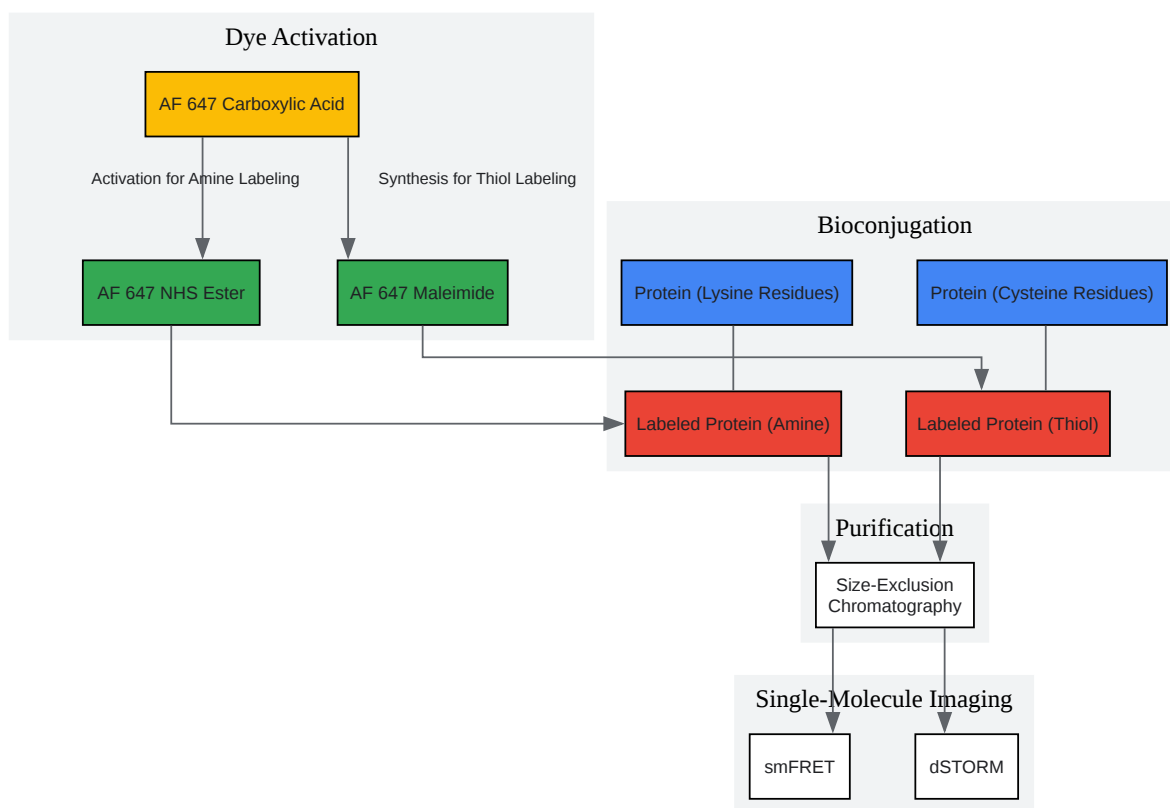 Dye Activation
AF 647 Carboxylic Acid
Activation for Amine Labeling
Synthesis for Thiol Labeling
AF 647 NHS Ester
AF 647 Maleimide
Bioconjugation
Protein (Lysine Residues)
Protein (Cysteine Residues)
Labeled Protein (Amine)
Labeled Protein (Thiol)
Purification
Size-Exclusion
Chromatography
Single-Molecule Imaging
smFRET
dSTORM